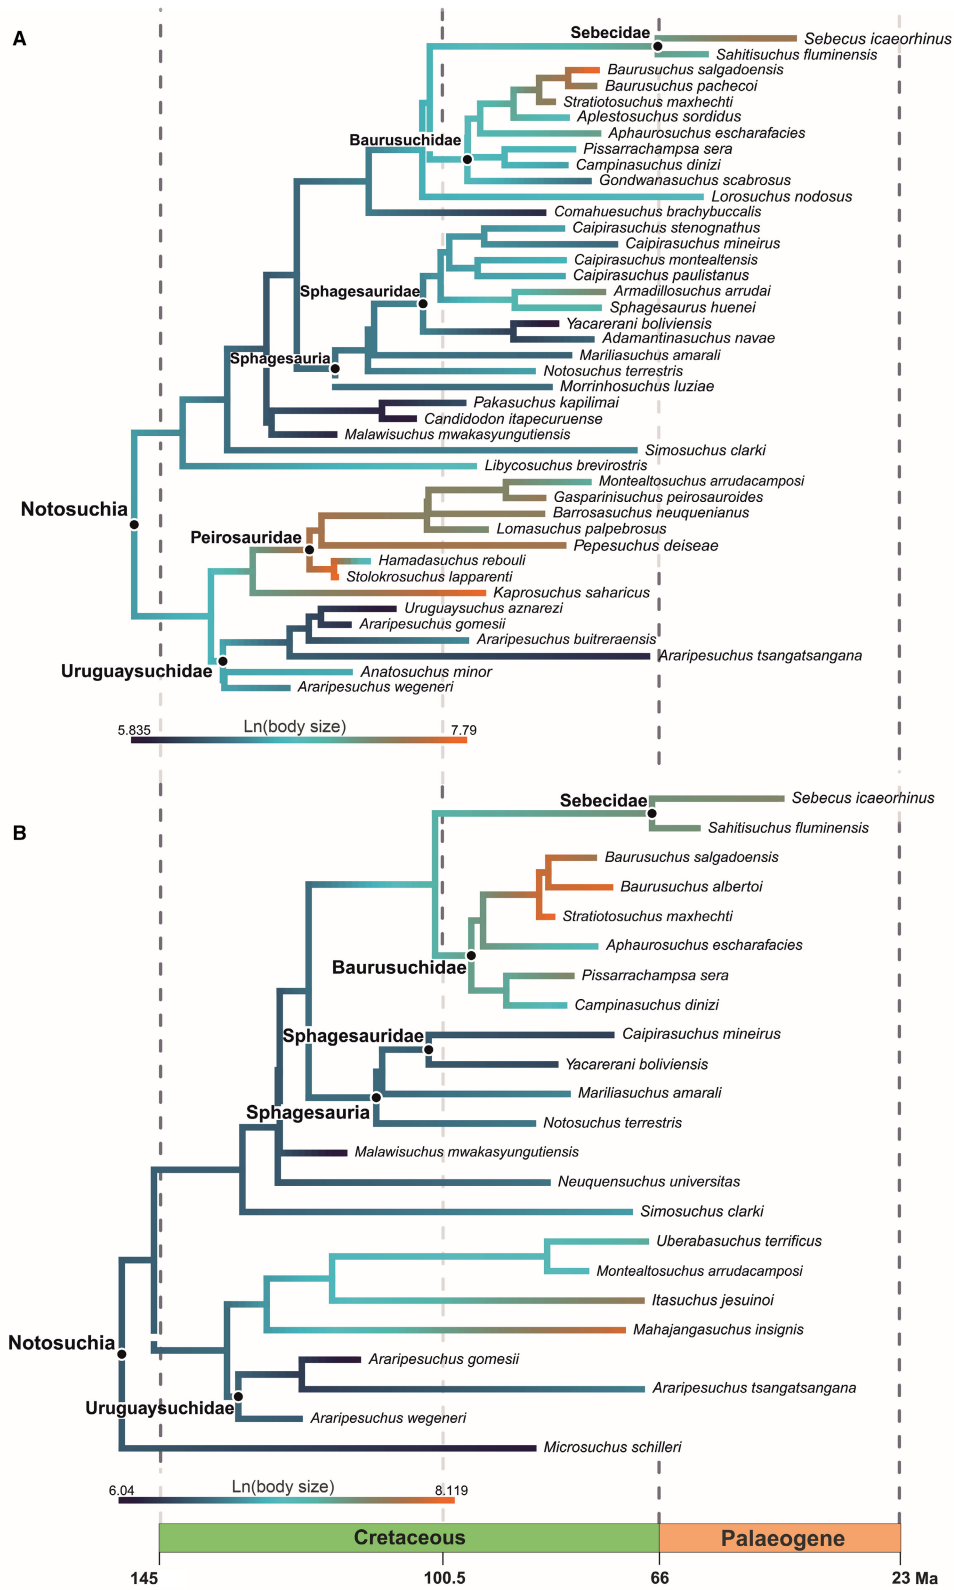 A
Sebecidae
Sebecus icaeorhinus
Sahitisuchus fluminensis
Baurusuchus salgadoensis
Baurusuchus pachecoi
Stratiotosuchus maxhechti
Aplestosuchus sordidus
Aphaurosuchus escharafacies
Baurusuchidae
Pissarrachampsa sera
Campinasuchus dinizi
Gondwanasuchus scabrosus
Lorosuchus nodosus
Comahuesuchus brachybuccalis
Caipirasuchus stenognathus
Caipirasuchus mineirus
Caipirasuchus montealtensis
Caipirasuchus paulistanus
Sphagesauridae
Armadillosuchus arrudai
Sphagesaurus huenei
Yacarerani boliviensis
Adamantinasuchus navae
Sphagesauria
Mariliasuchus amarali
Notosuchus terrestris
Morrinhosuchus luziae
Pakasuchus kapilimai
Candidodon itapecuruense
Malawisuchus mwakasyungutiensis
Simosuchus clarki
Libycosuchus brevirostris
Montealtosuchus arrudacamposi
Gasparinisuchus peirosauroides
Notosuchia
Barrosasuchus neuquenianus
Lomasuchus palpebrosus
Peirosauridae
Pepesuchus deiseae
Hamadasuchus rebouli
Stolokrosuchus lapparenti
Kaprosuchus saharicus
Uruguaysuchus aznarezi
Araripesuchus gomesii
Araripesuchus buitreraensis
Araripesuchus tsangatsangana
Uruguaysuchidae
Anatosuchus minor
Araripesuchus wegeneri
5.835 Ln(body size) 7.79
B
Sebecidae
Sebecus icaeorhinus
Sahitisuchus fluminensis
Baurusuchus salgadoensis
Baurusuchus albertoi
Stratiotosuchus maxhechti
Aphaurosuchus escharafacies
Baurusuchidae
Pissarrachampsa sera
Campinasuchus dinizi
Sphagesauridae
Caipirasuchus mineirus
Yacarerani boliviensis
Mariliasuchus amarali
Sphagesauria
Notosuchus terrestris
Malawisuchus mwakasyungutiensis
Neuquensuchus universitas
Simosuchus clarki
Uberabasuchus terrificus
Montealtosuchus arrudacamposi
Itasuchus jesuinoi
Mahajangasuchus insignis
Notosuchia
Araripesuchus gomesii
Araripesuchus tsangatsangana
Uruguaysuchidae
Araripesuchus wegeneri
Microsuchus schilleri
6.04 Ln(body size) 8.119
Cretaceous Palaeogene
145 100.5 66 23 Ma